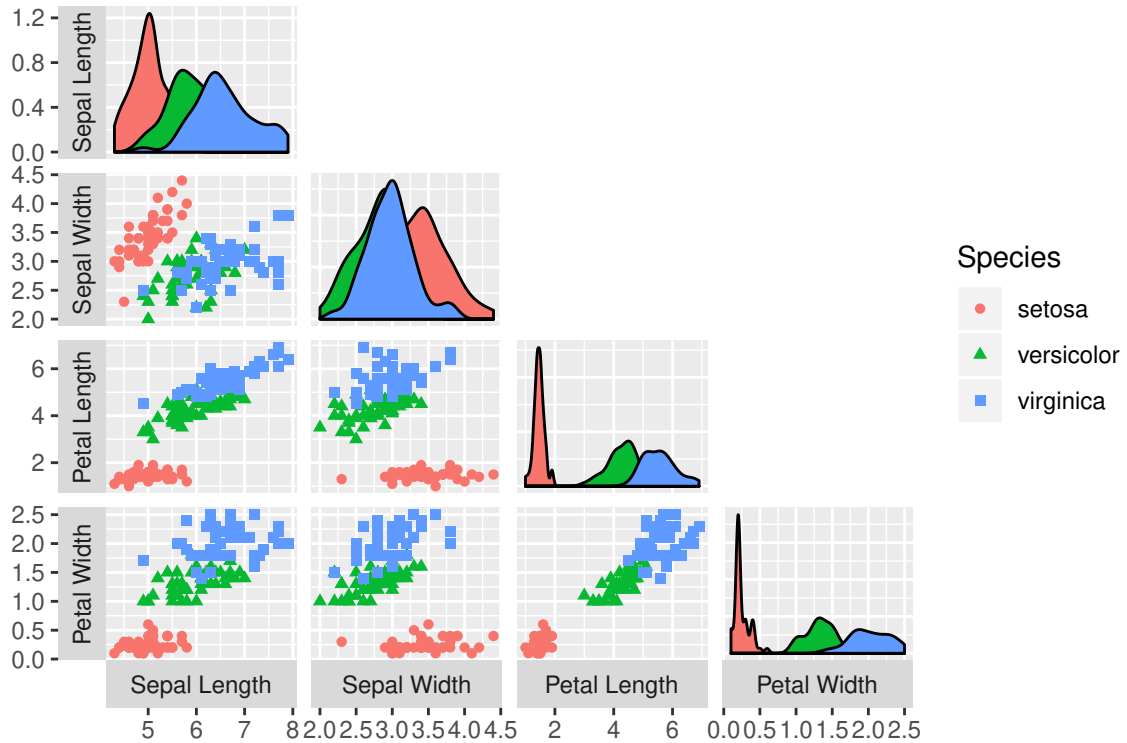 1.2
0.8
0.4
0.0
Sepal Length
4.5
4.0
3.5
3.0
2.5
2.0
Sepal Width
6
4
2
Petal Length
2.5
2.0
1.5
1.0
0.5
0.0
Petal Width
Sepal Length Sepal Width Petal Length Petal Width
5 6 7 8 2.0 2.5 3.0 3.5 4.0 4.5 2 4 6 0.0 0.5 1.0 1.5 2.0 2.5
Species
setosa
versicolor
virginica